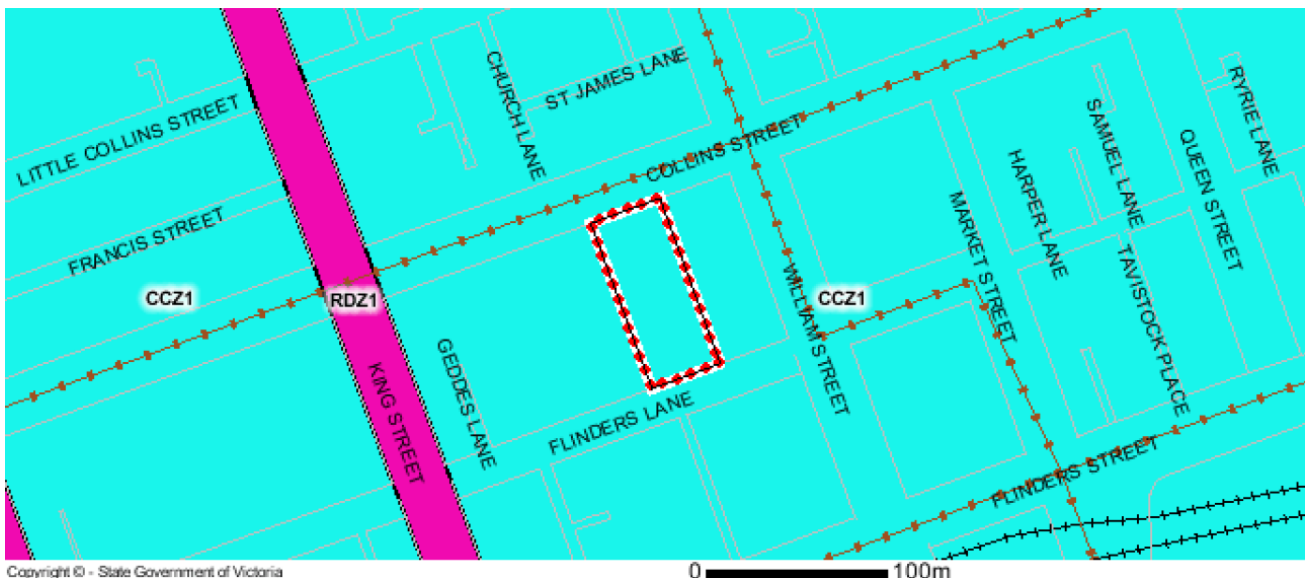 CHURCH LANE
ST JAMES LANE
RYRIE LANE
LITTLE COLLINS STREET
COLLINS STREET
SAMUEL LANE
QUEEN STREET
HARPER LANE
FRANCIS STREET
MARKET STREET
TAVISTOCK PLACE
CCZ1
RDZ1
WILLIAM STREET
CCZ1
KING STREET
GEDDES LANE
FLINDERS LANE
FLINDERS STREET
Copyright © - State Government of Victoria
0 100m